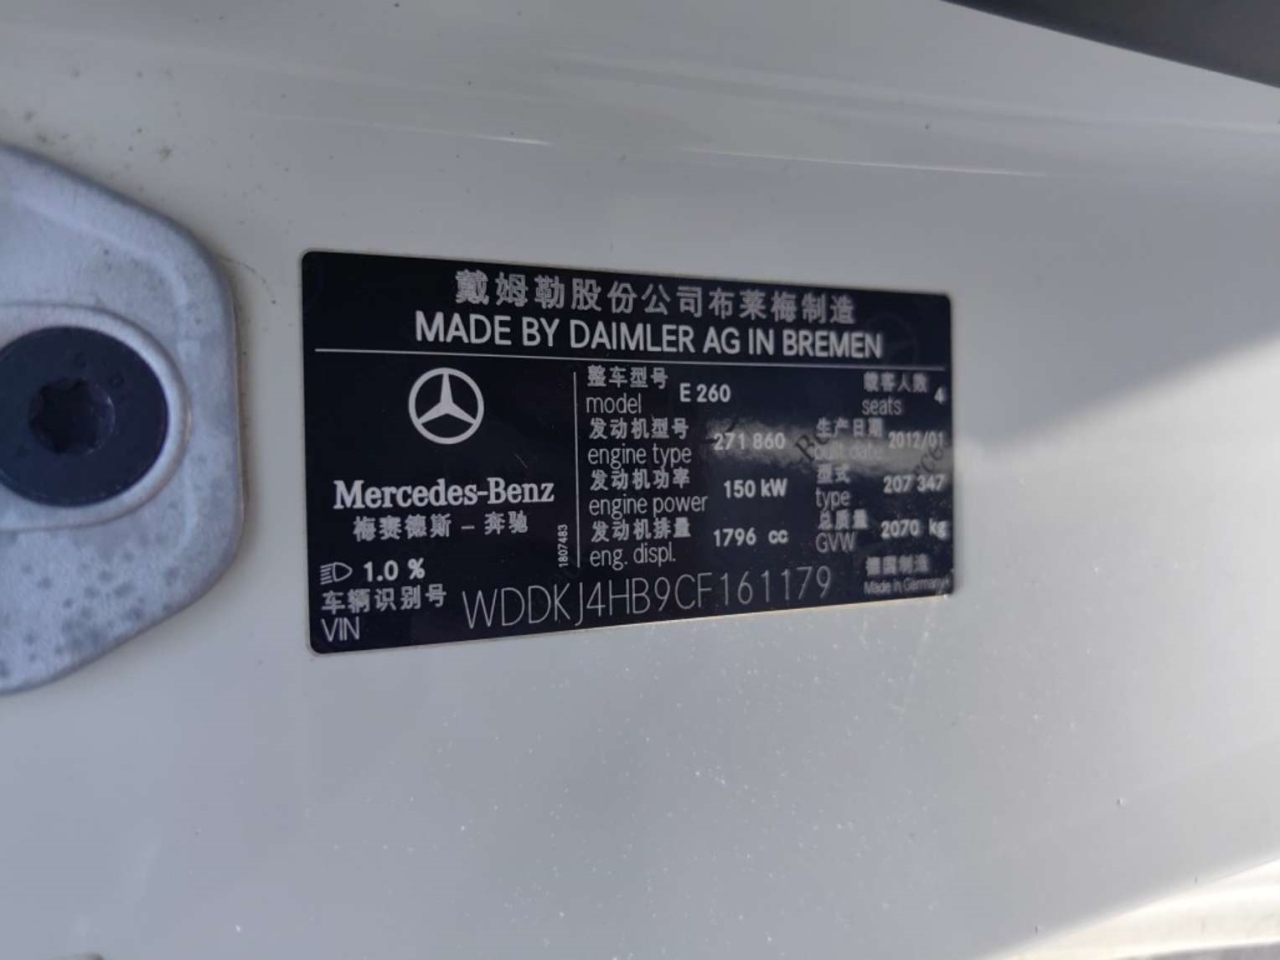 戴姆勒股份公司布莱梅制造
MADE BY DAIMLER AG IN BREMEN
Mercedes-Benz
梅赛德斯－奔驰
1.0 %
1807483
整车型号 E 260 载客人数 4
model seats
发动机型号 271 860 生产日期 2012/01
engine type built date
发动机功率 150 kW 型式 207 347
engine power type
发动机排量 1796 cc 总质量 2070 kg
eng. displ. GVW
德国制造
Made in Germany
车辆识别号 WDDKJ4HB9CF161179
VIN